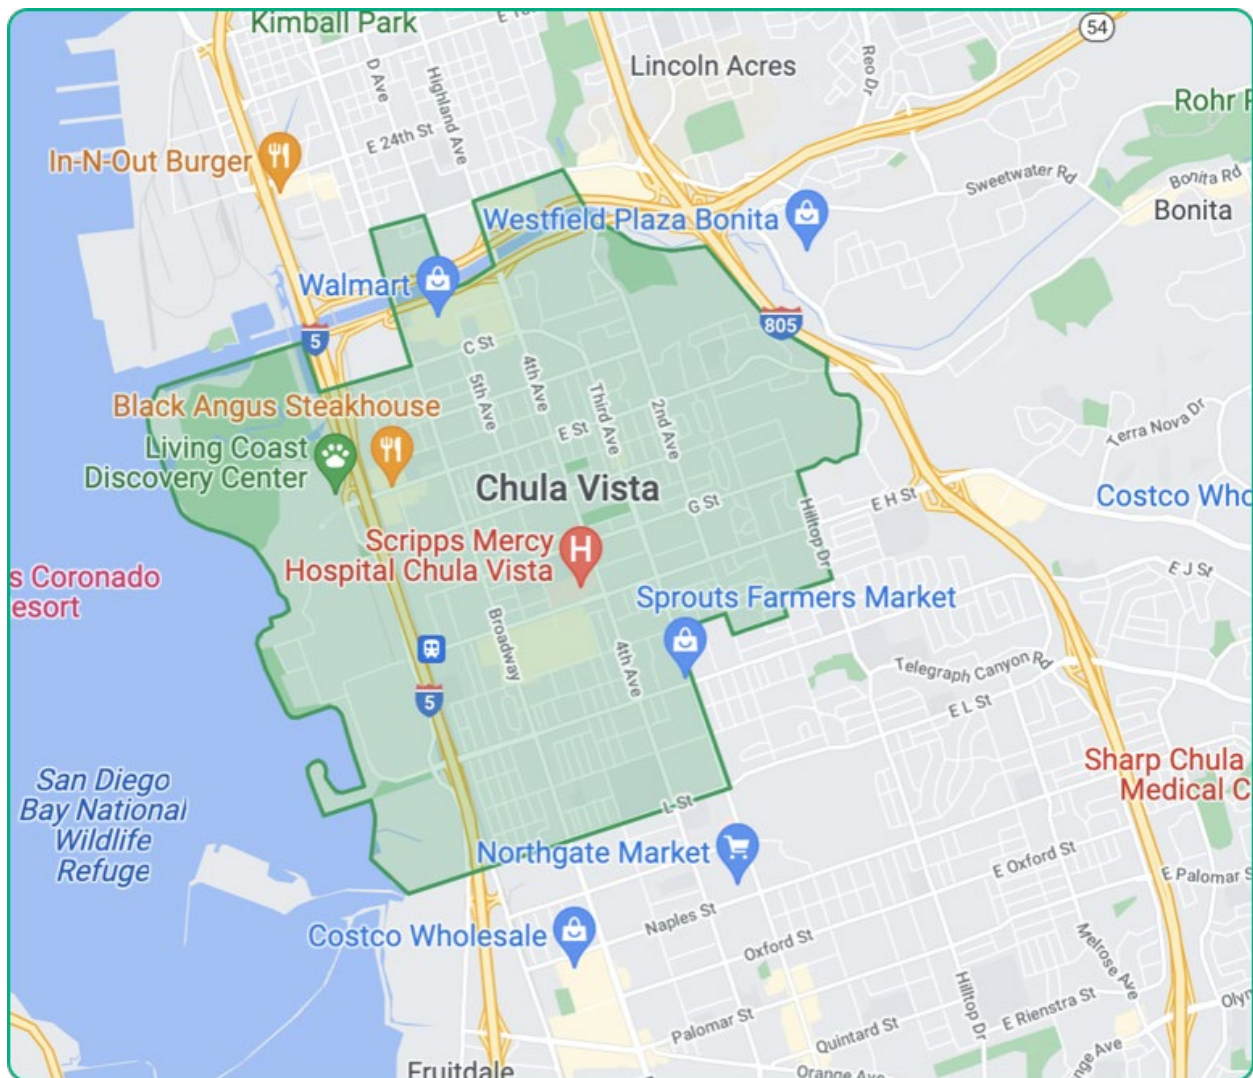 Kimball Park
54
Lincoln Acres
D Ave
Highland Ave
Reo Dr
In-N-Out Burger
E 24th St
Sweetwater Rd
Bonita Rd
Bonita
Westfield Plaza Bonita
Walmart
5
805
C St
4th Ave
5th Ave
Third Ave
2nd Ave
Black Angus Steakhouse
Living Coast
Discovery Center
E St
Terra Nova Dr
Chula Vista
G St
Hilltop Dr
E H St
Costco
Scripps Mercy
Hospital Chula Vista
H
s Coronado
esort
E J St
Sprouts Farmers Market
Broadway
4th Ave
Telegraph Canyon Rd
5
E L St
San Diego
Bay National
Wildlife
Refuge
Sharp Chula
Medical C
L St
Northgate Market
E Oxford St
E Palomar S
Naples St
Costco Wholesale
Oxford St
Melrose Ave
Hilltop Dr
E Rienstra St
Palomar St
Quintard St
Orange Ave
Fruitdale